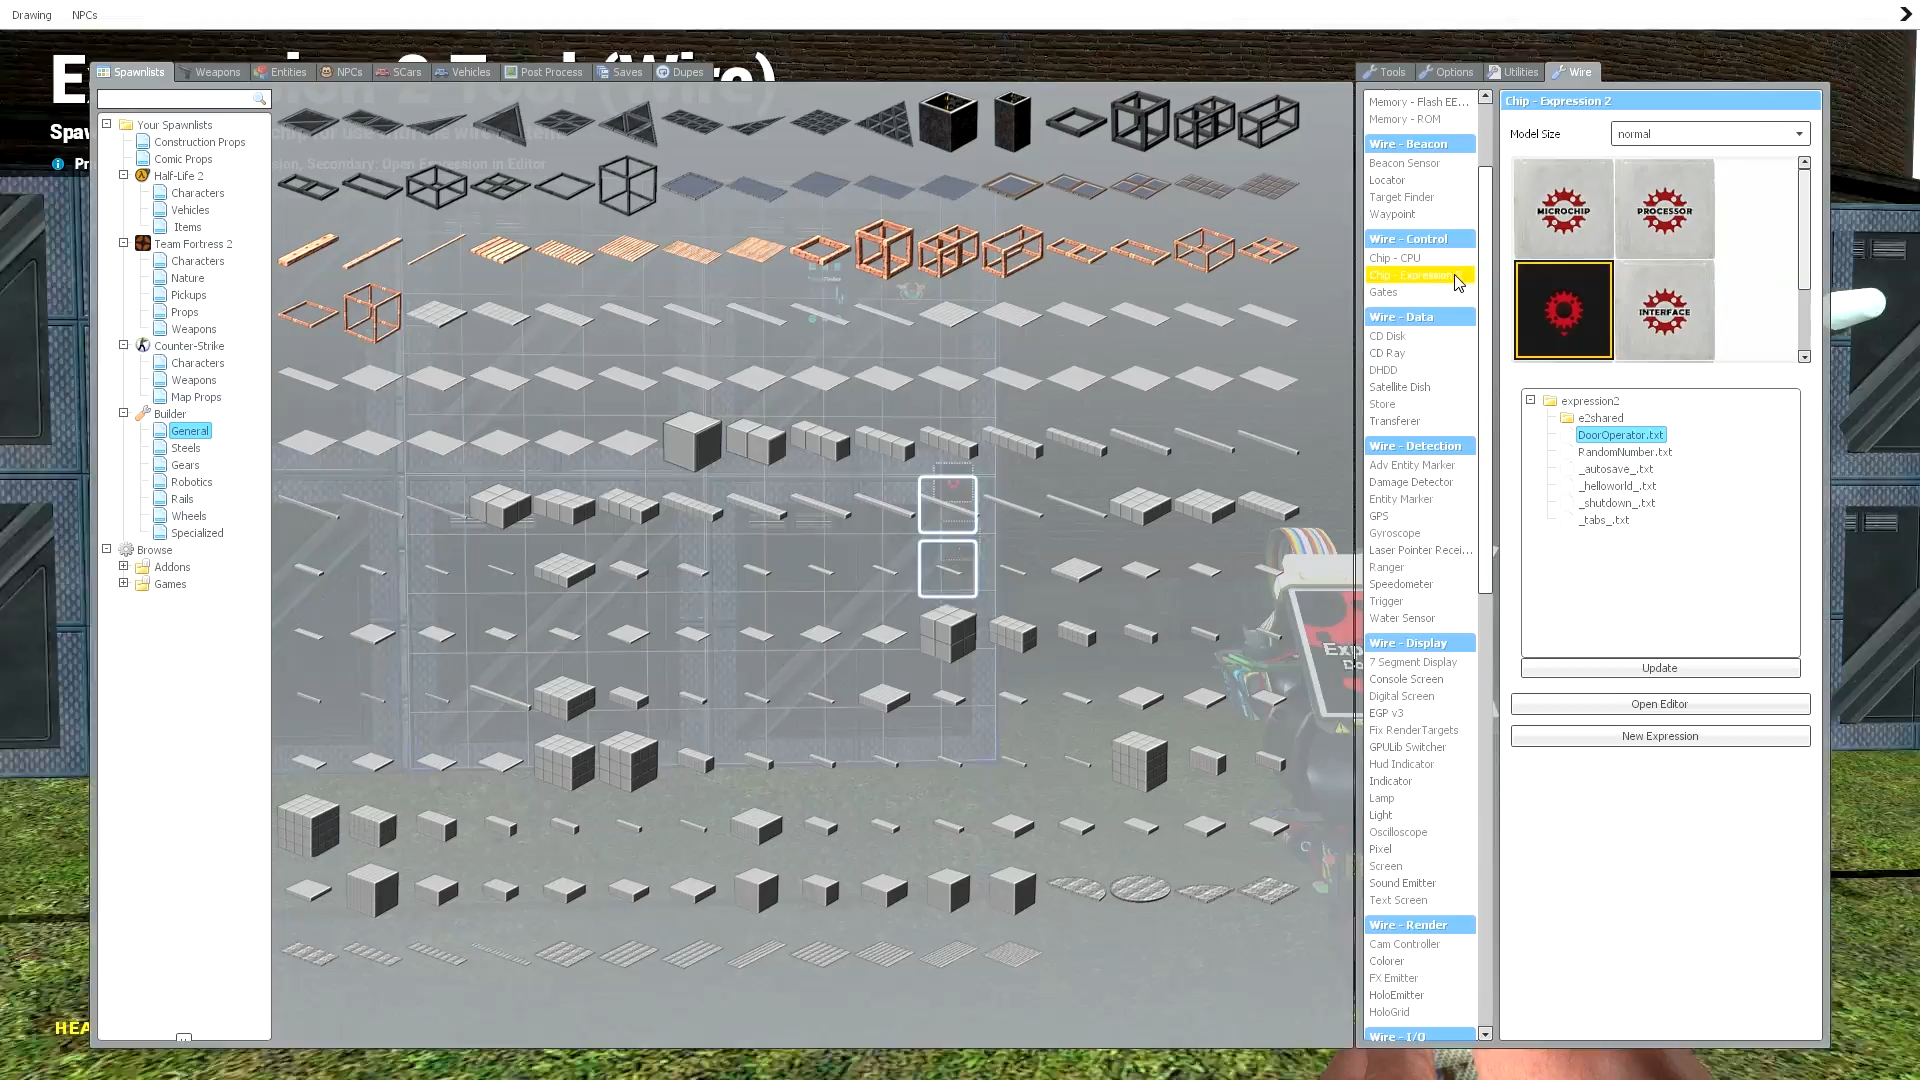 Drawing NPCs
Spawnlists Weapons Entities NPCs SCars Vehicles Post Process Saves Dupes
Your Spawnlists
Construction Props
Comic Props
Half-Life 2
Characters
Vehicles
Items
Team Fortress 2
Characters
Nature
Pickups
Props
Weapons
Counter-Strike
Characters
Weapons
Map Props
Builder
General
Steels
Gears
Robotics
Rails
Wheels
Specialized
Browse
Addons
Games
Tools Options Utilities Wire
Memory - Flash EE...
Memory - ROM
Wire - Beacon
Beacon Sensor
Locator
Target Finder
Waypoint
Wire - Control
Chip - CPU
Chip - Expression
Gates
Wire - Data
CD Disk
CD Ray
DHDD
Satellite Dish
Store
Transferer
Wire - Detection
Adv Entity Marker
Damage Detector
Entity Marker
GPS
Gyroscope
Laser Pointer Recei...
Ranger
Speedometer
Trigger
Water Sensor
Wire - Display
7 Segment Display
Console Screen
Digital Screen
EGP v3
Fix RenderTargets
GPULib Switcher
Hud Indicator
Indicator
Lamp
Light
Oscilloscope
Pixel
Screen
Sound Emitter
Text Screen
Wire - Render
Cam Controller
Colorer
FX Emitter
HoloEmitter
HoloGrid
Wire - I/O
Chip - Expression 2
Model Size normal
MICROCHIP PROCESSOR
INTERFACE
expression2
e2shared
DoorOperator.txt
RandomNumber.txt
_autosave_.txt
_helloworld_.txt
_shutdown_.txt
_tabs_.txt
Update
Open Editor
New Expression
HEA